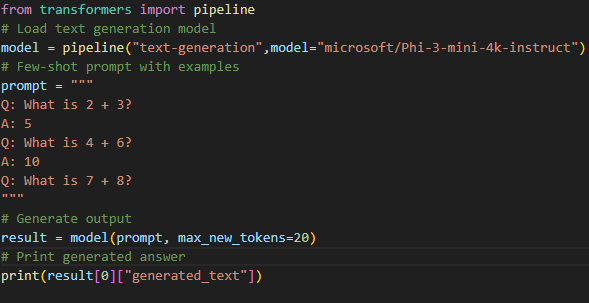 from transformers import pipeline
# Load text generation model
model = pipeline("text-generation",model="microsoft/Phi-3-mini-4k-instruct")
# Few-shot prompt with examples
prompt = """
Q: What is 2 + 3?
A: 5
Q: What is 4 + 6?
A: 10
Q: What is 7 + 8?
"""
# Generate output
result = model(prompt, max_new_tokens=20)
# Print generated answer
print(result[0]["generated_text"])